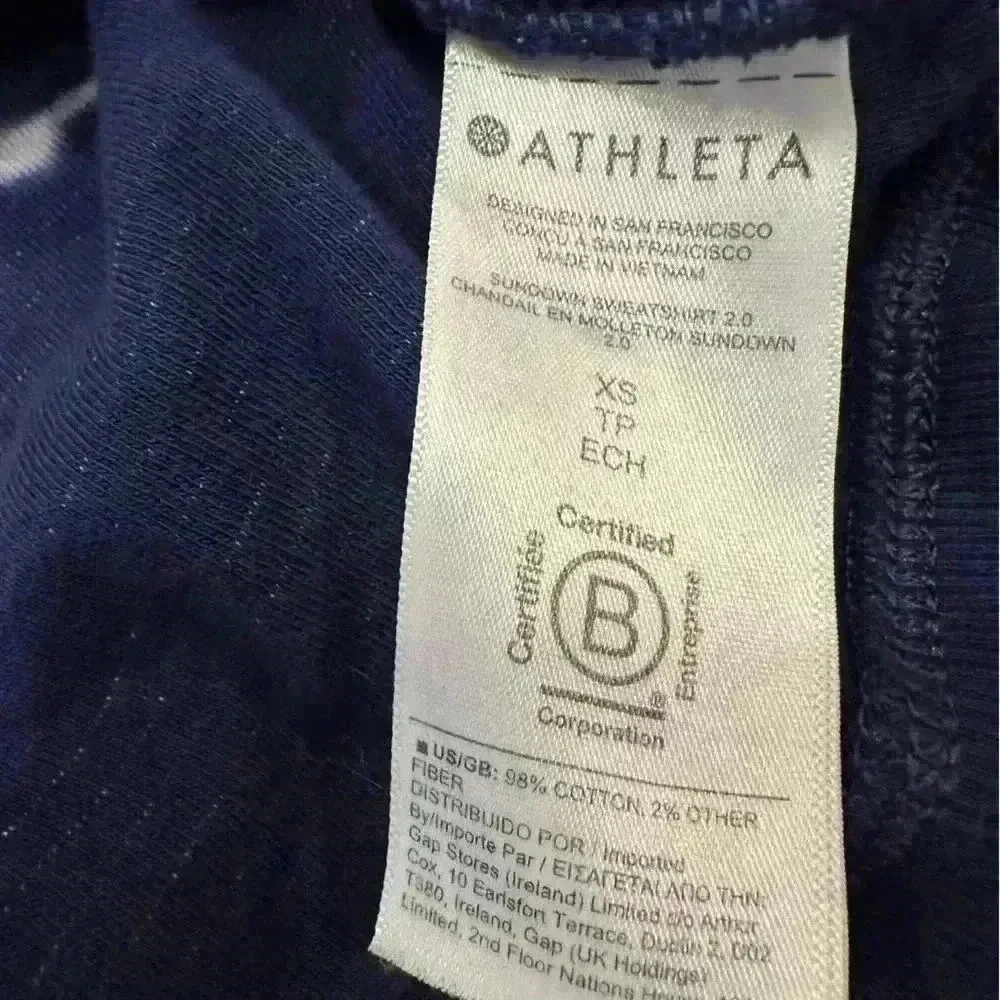 ATHLETA
DESIGNED IN SAN FRANCISCO
CONÇU À SAN FRANCISCO
MADE IN VIETNAM
SUNDOWN SWEATSHIRT 2.0
CHANDAIL EN MOLLETON SUNDOWN
2.0
XS
TP
ECH
Certified
Certifiée
B
Entreprise
®
Corporation
US/GB: 98% COTTON, 2% OTHER
FIBER
DISTRIBUIDO POR / Imported
By/Importe Par / ΕΙΣΑΓΕΤΑΙ ΑΠΟ ΤΗΝ:
Gap Stores (Ireland) Limited c/o Arthur
Cox, 10 Earlsfort Terrace, Dublin 2, D02
T380, Ireland, Gap (UK Holdings)
Limited, 2nd Floor Nations